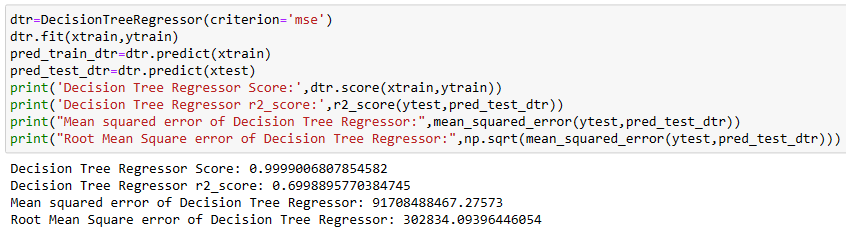 dtr=DecisionTreeRegressor(criterion='mse')
dtr.fit(xtrain,ytrain)
pred_train_dtr=dtr.predict(xtrain)
pred_test_dtr=dtr.predict(xtest)
print('Decision Tree Regressor Score:',dtr.score(xtrain,ytrain))
print('Decision Tree Regressor r2_score:',r2_score(ytest,pred_test_dtr))
print("Mean squared error of Decision Tree Regressor:",mean_squared_error(ytest,pred_test_dtr))
print("Root Mean Square error of Decision Tree Regressor:",np.sqrt(mean_squared_error(ytest,pred_test_dtr)))
Decision Tree Regressor Score: 0.9999006807854582
Decision Tree Regressor r2_score: 0.6998895770384745
Mean squared error of Decision Tree Regressor: 91708488467.27573
Root Mean Square error of Decision Tree Regressor: 302834.09396446054